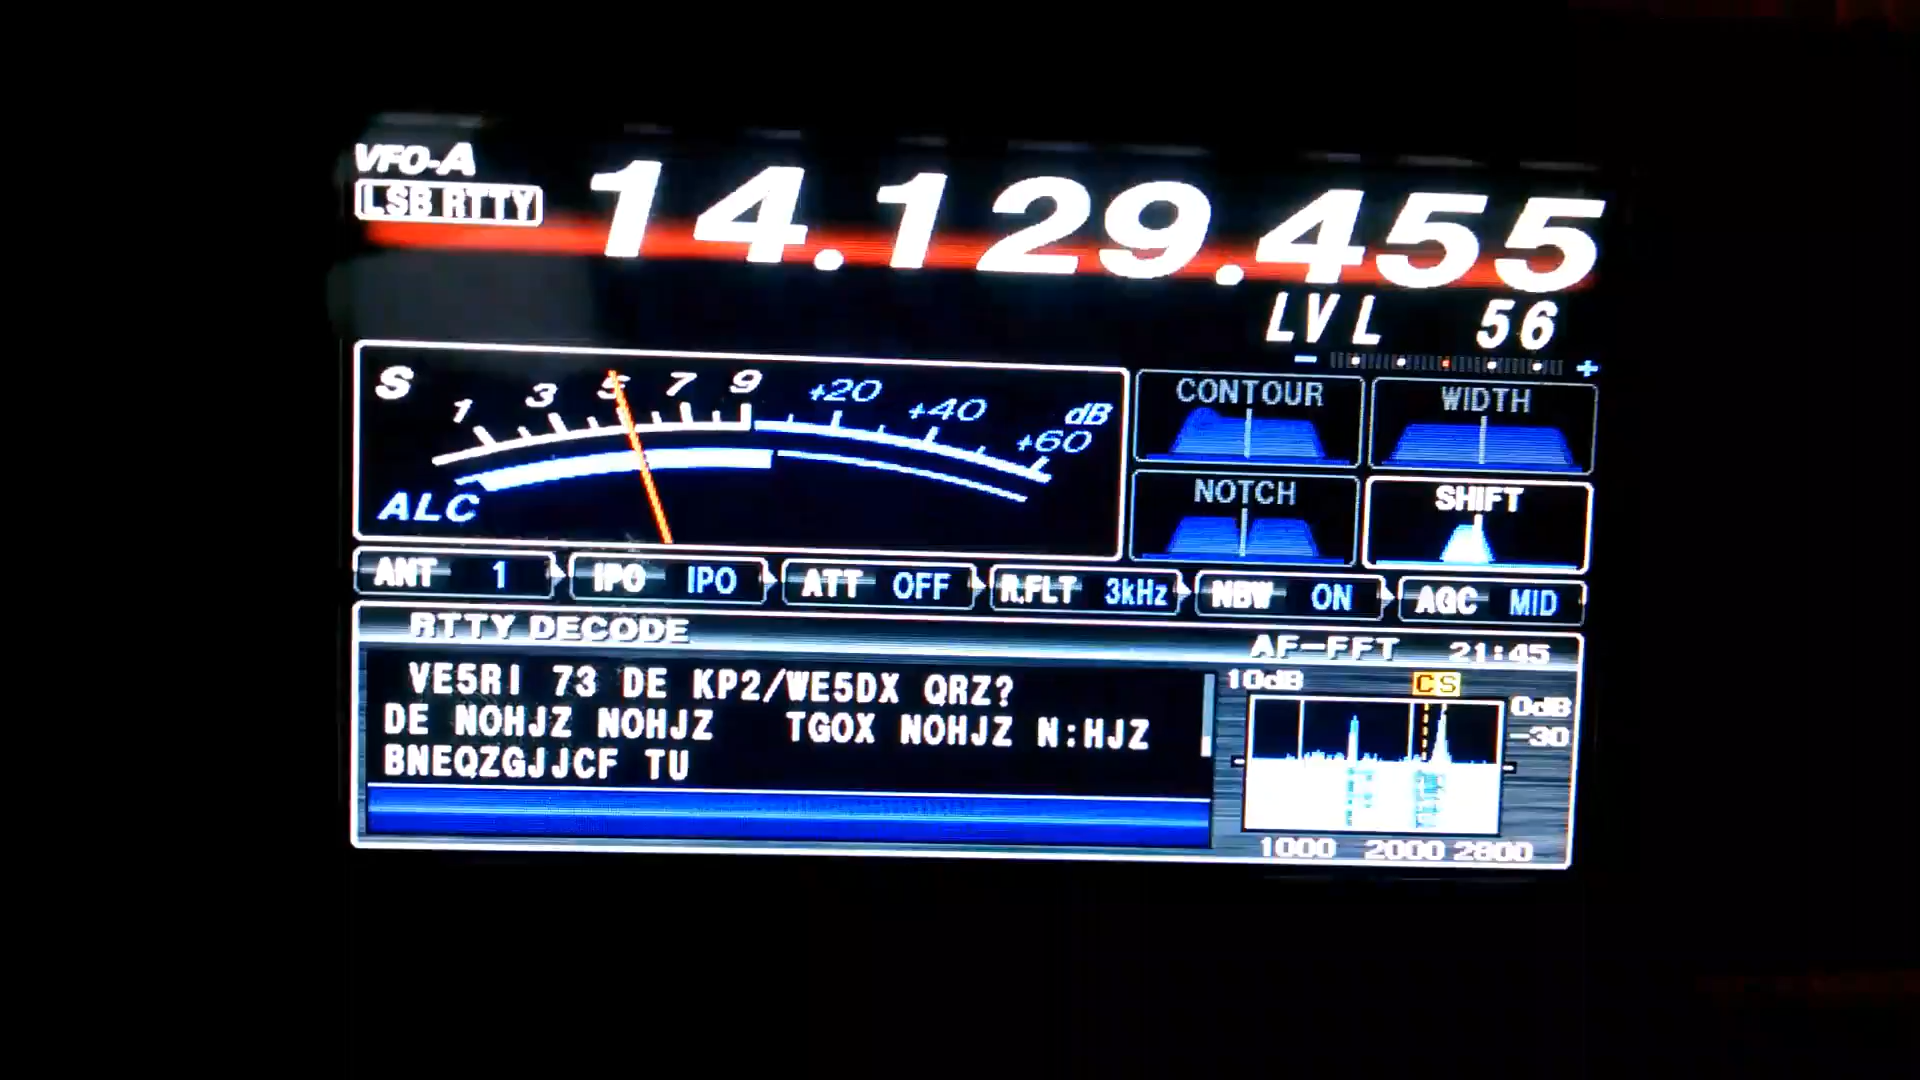 VFO-A
LSB RTTY
14.129.455
LVL 56
- +
S 1 3 5 7 9 +20 +40 +60 dB
ALC
CONTOUR WIDTH
NOTCH SHIFT
ANT 1 IPO IPO ATT OFF R.FLT 3kHz NBW ON AGC MID
RTTY DECODE AF-FFT 21:45
VE5RI 73 DE KP2/WE5DX QRZ?
DE NOHJZ NOHJZ TGOX NOHJZ N:HJZ
BNEQZGJJCF TU
10dB C S 0dB
-30
1000 2000 2800